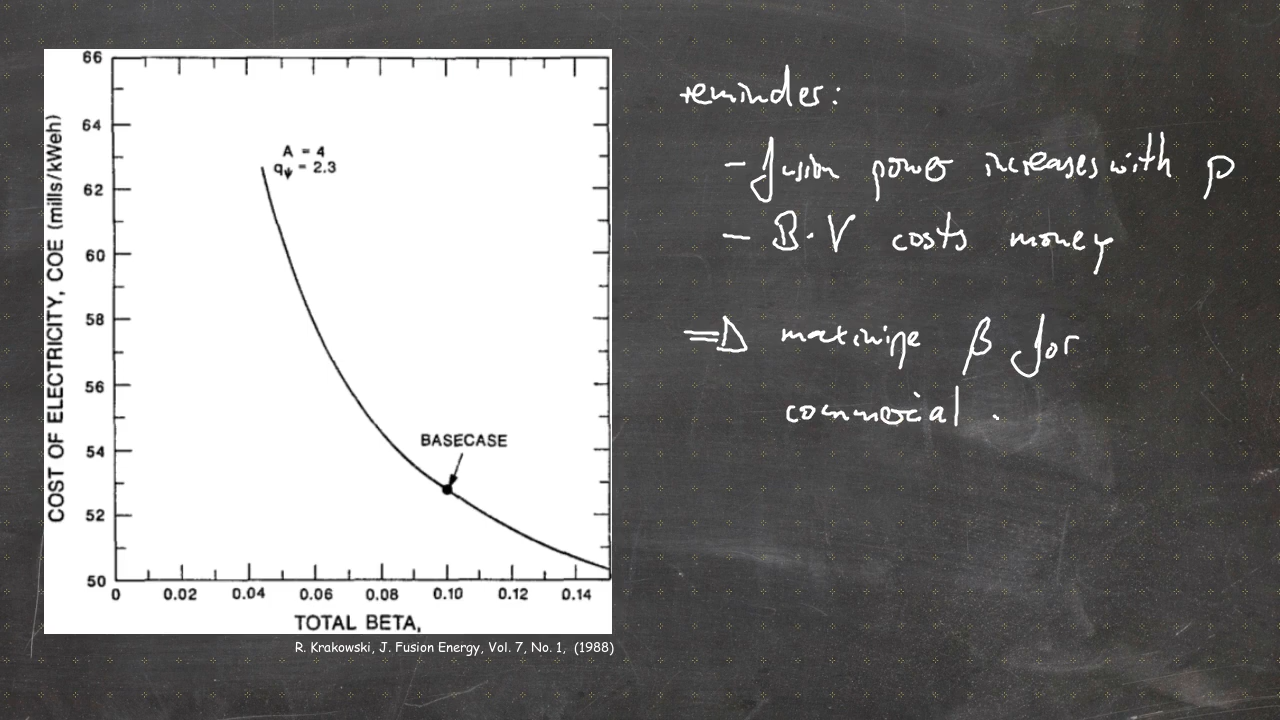 66
64
62
60
58
56
54
52
50
COST OF ELECTRICITY, COE (mills/kWeh)
A = 4
qψ = 2.3
BASECASE
0 0.02 0.04 0.06 0.08 0.10 0.12 0.14
TOTAL BETA,
R. Krakowski, J. Fusion Energy, Vol. 7, No. 1, (1988)
reminder:
- fusion power increases with p
- B·V costs money
=> maximize β for
commercial .